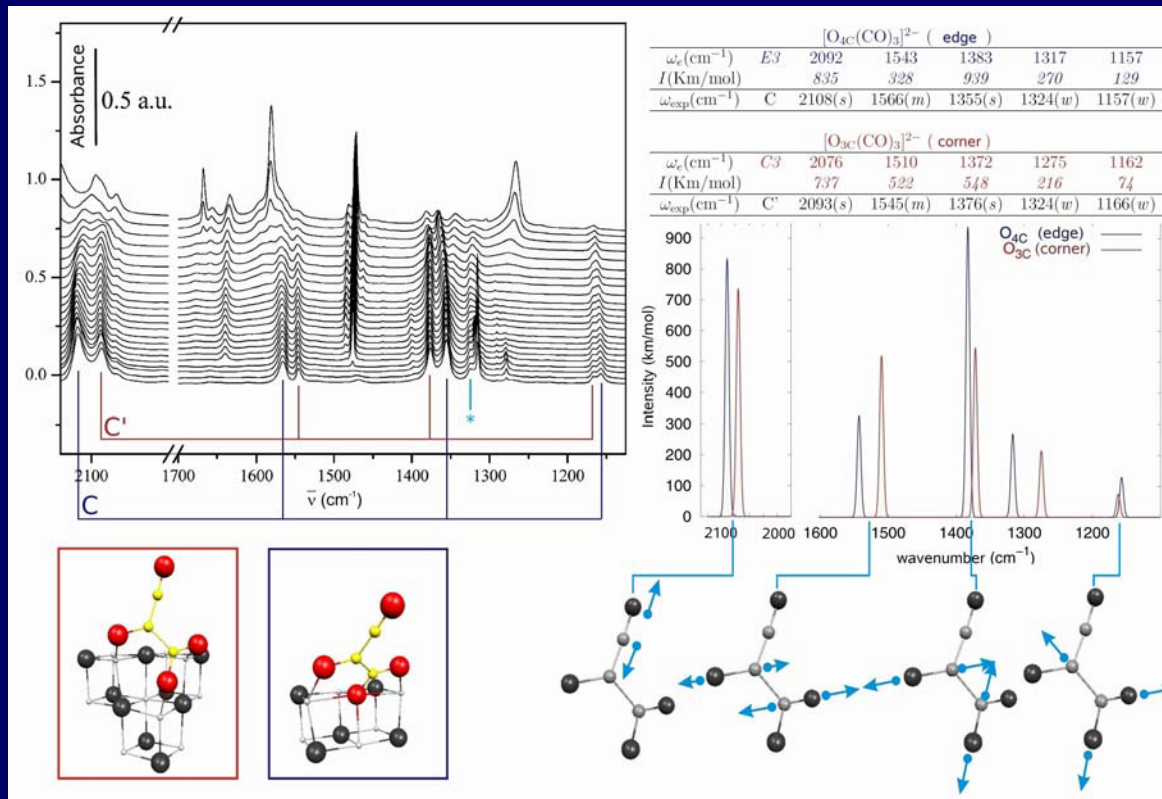 Absorbance
0.5 a.u.
1.5
1.0
0.5
0.0
C'
*
2100 1700 1600 1500 1400 1300 1200
ν̅ (cm⁻¹)
C
[O₄C(CO)₃]²⁻ ( edge)
ωₑ(cm⁻¹) E3 2092 1543 1383 1317 1157
I(Km/mol) 835 328 939 270 129
ωexp(cm⁻¹) C 2108(s) 1566(m) 1355(s) 1324(w) 1157(w)
[O₃C(CO)₃]²⁻ ( corner)
ωₑ(cm⁻¹) C3 2076 1510 1372 1275 1162
I(Km/mol) 737 522 548 216 74
ωexp(cm⁻¹) C' 2093(s) 1545(m) 1376(s) 1324(w) 1166(w)
O₄C (edge)
O₃C (corner)
Intensity (km/mol)
900
800
700
600
500
400
300
200
100
0
2100 2000 1600 1500 1400 1300 1200
wavenumber (cm⁻¹)